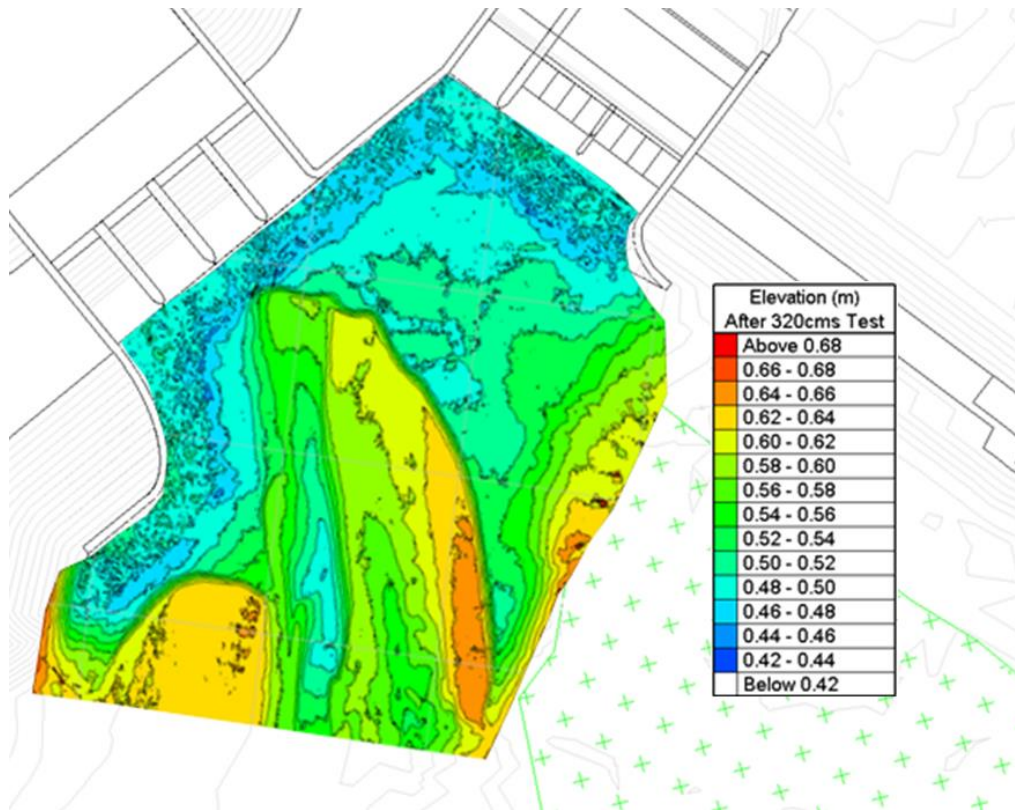 Elevation (m)
After 320cms Test
Above 0.68
0.66 - 0.68
0.64 - 0.66
0.62 - 0.64
0.60 - 0.62
0.58 - 0.60
0.56 - 0.58
0.54 - 0.56
0.52 - 0.54
0.50 - 0.52
0.48 - 0.50
0.46 - 0.48
0.44 - 0.46
0.42 - 0.44
Below 0.42